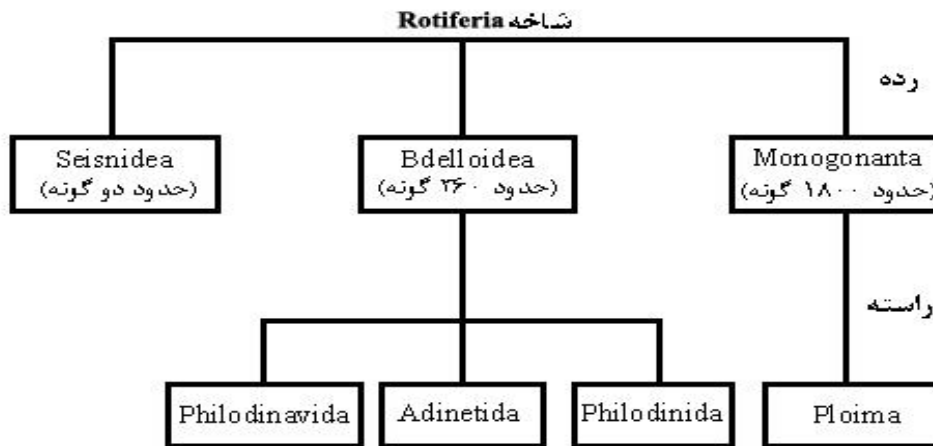 شاخه Rotiferia
رده
Seisnidea
(حدود دو گونه)
Bdelloidea
(حدود ۳۶۰ گونه)
Monogonanta
(حدود ۱۸۰۰ گونه)
راسته
Philodinavida
Adinetida
Philodinida
Ploima